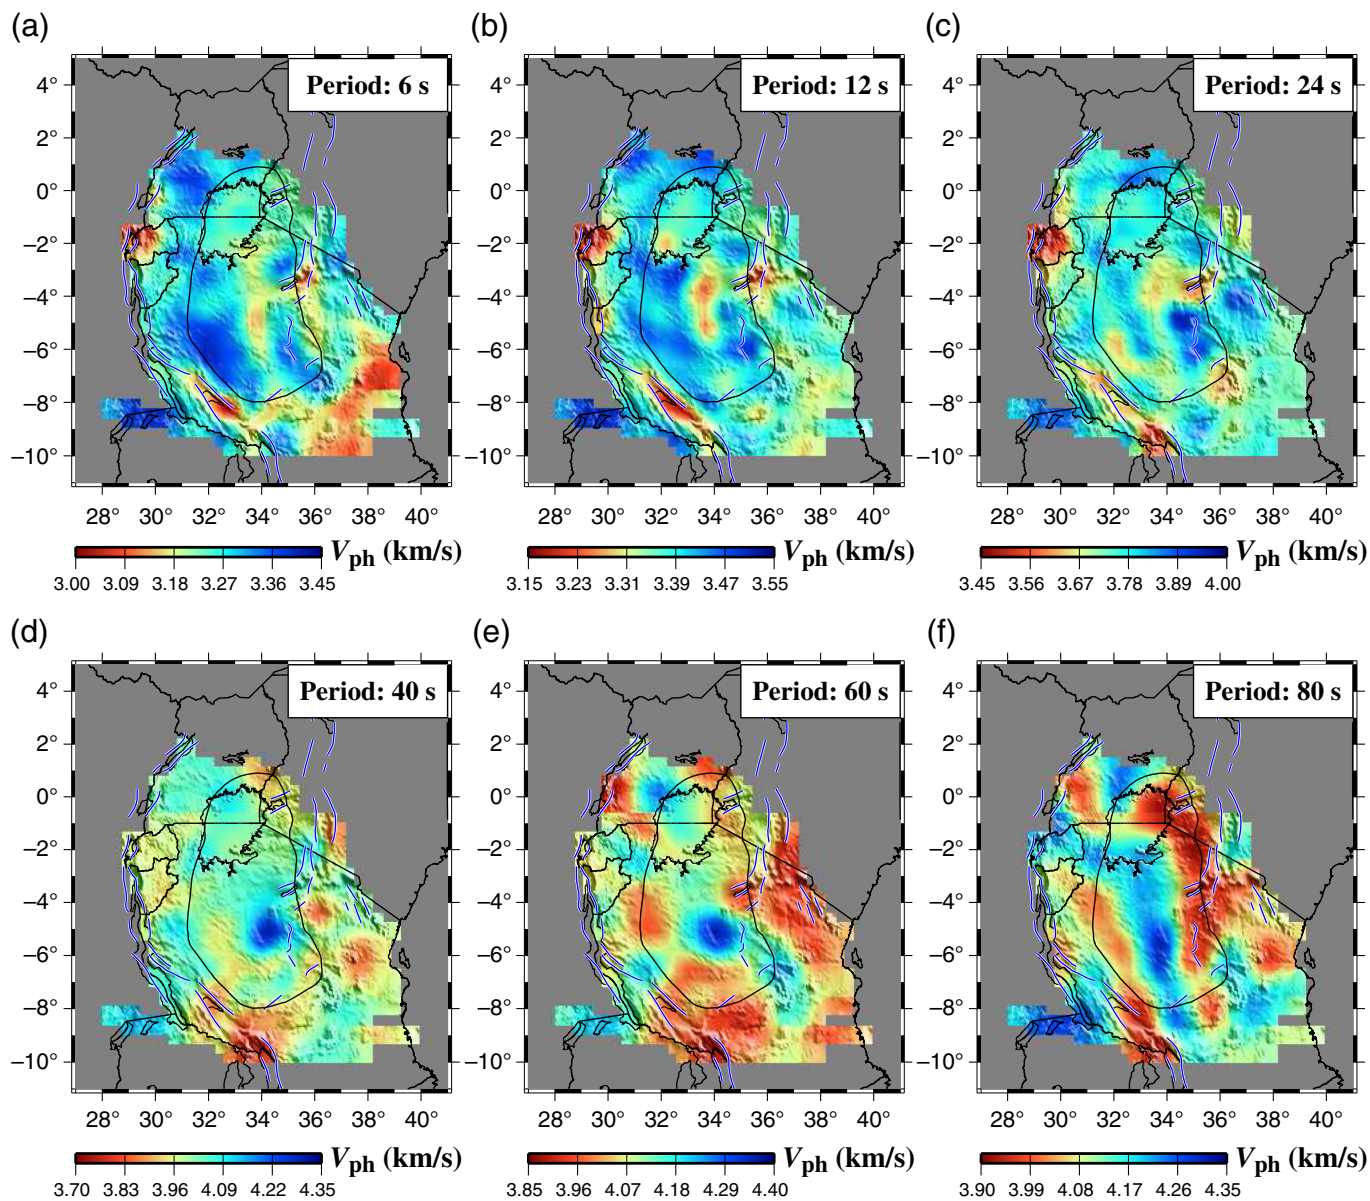 (a) (b) (c)
Period: 6 s Period: 12 s Period: 24 s
4° 4° 4°
2° 2° 2°
0° 0° 0°
−2° −2° −2°
−4° −4° −4°
−6° −6° −6°
−8° −8° −8°
−10° −10° −10°
28° 30° 32° 34° 36° 38° 40° 28° 30° 32° 34° 36° 38° 40° 28° 30° 32° 34° 36° 38° 40°
Vph (km/s) Vph (km/s) Vph (km/s)
3.00 3.09 3.18 3.27 3.36 3.45 3.15 3.23 3.31 3.39 3.47 3.55 3.45 3.56 3.67 3.78 3.89 4.00
(d) (e) (f)
Period: 40 s Period: 60 s Period: 80 s
4° 4° 4°
2° 2° 2°
0° 0° 0°
−2° −2° −2°
−4° −4° −4°
−6° −6° −6°
−8° −8° −8°
−10° −10° −10°
28° 30° 32° 34° 36° 38° 40° 28° 30° 32° 34° 36° 38° 40° 28° 30° 32° 34° 36° 38° 40°
Vph (km/s) Vph (km/s) Vph (km/s)
3.70 3.83 3.96 4.09 4.22 4.35 3.85 3.96 4.07 4.18 4.29 4.40 3.90 3.99 4.08 4.17 4.26 4.35